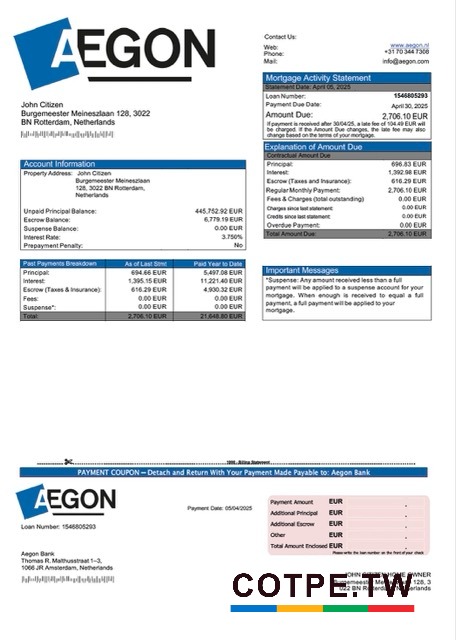 AEGON
Contact Us:
Web: www.aegon.nl
Phone: +31 70 344 7308
Mail: info@aegon.com
Mortgage Activity Statement
Statement Date: April 05, 2025
Loan Number: 1546805293
Payment Due Date: April 30, 2025
Amount Due: 2,706.10 EUR
If payment is received after 30/04/25, a late fee of 104.49 EUR will
be charged. If the Amount Due changes, the late fee may also
change based on the terms of your mortgage.
John Citizen
Burgemeester Meineszlaan 128, 3022
BN Rotterdam, Netherlands
Explanation of Amount Due
Contractual Amount Due
Principal: 696.83 EUR
Interest: 1,392.98 EUR
Escrow (Taxes and Insurance): 616.29 EUR
Regular Monthly Payment: 2,706.10 EUR
Fees & Charges (total outstanding) 0.00 EUR
Charges since last statement: 0.00 EUR
Credits since last statement: 0.00 EUR
Overdue Payment: 0.00 EUR
Total Amount Due: 2,706.10 EUR
Account Information
Property Address: John Citizen
Burgemeester Meineszlaan
128, 3022 BN Rotterdam,
Netherlands
Unpaid Principal Balance: 445,752.92 EUR
Escrow Balance: 6,779.19 EUR
Suspense Balance: 0.00 EUR
Interest Rate: 3.750%
Prepayment Penalty: No
Past Payments Breakdown As of Last Stmt Paid Year to Date
Principal: 694.66 EUR 5,497.08 EUR
Interest: 1,395.15 EUR 11,221.40 EUR
Escrow (Taxes & Insurance): 616.29 EUR 4,930.32 EUR
Fees: 0.00 EUR 0.00 EUR
Suspense*: 0.00 EUR 0.00 EUR
Total: 2,706.10 EUR 21,648.80 EUR
Important Messages
*Suspense: Any amount received less than a full
payment will be applied to a suspense account for your
mortgage. When enough is received to equal a full
payment, a full payment will be applied to your
mortgage.
Billing Statement
PAYMENT COUPON – Detach and Return With Your Payment Made Payable to: Aegon Bank
AEGON
Payment Date: 05/04/2025
Loan Number: 1546805293
Payment Amount EUR
Additional Principal EUR
Additional Escrow EUR
Other EUR
Total Amount Enclosed EUR
Please write the loan number on the front of your check
Aegon Bank
Thomas R. Malthusstraat 1–3,
1066 JR Amsterdam, Netherlands
JOHN CITIZEN HOME OWNER
Burgemeester Meineszlaan 128, 3
022 BN Rotterdam, Netherlands
COTPE.TW